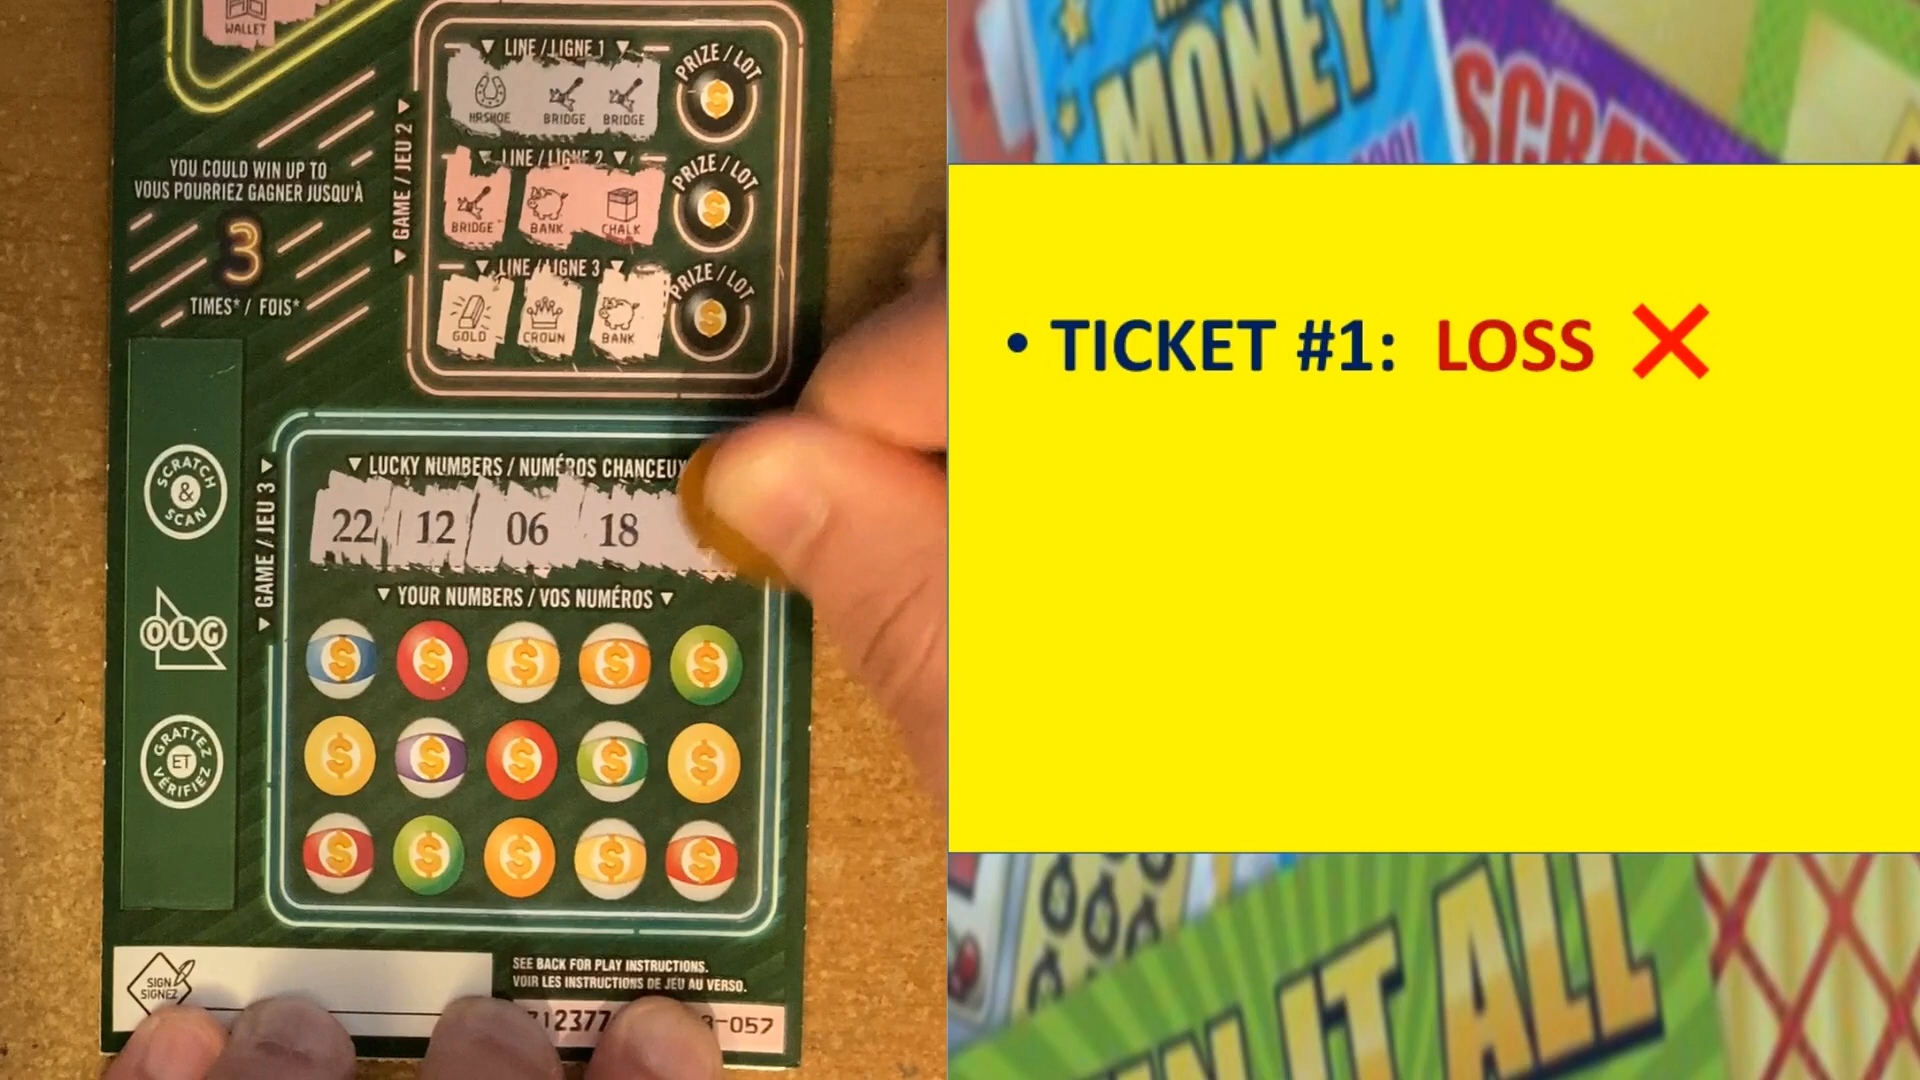 WALLET
YOU COULD WIN UP TO
VOUS POURRIEZ GAGNER JUSQU'À
3
TIMES* / FOIS*
GAME / JEU 2
LINE / LIGNE 1
PRIZE / LOT
HRSHOE BRIDGE BRIDGE
LINE / LIGNE 2
PRIZE / LOT
BRIDGE BANK CHALK
LINE / LIGNE 3
PRIZE / LOT
GOLD CROWN BANK
SCRATCH & SCAN
OLG
GRATTEZ ET VÉRIFIEZ
GAME / JEU 3
LUCKY NUMBERS / NUMÉROS CHANCEUX
22 12 06 18
YOUR NUMBERS / VOS NUMÉROS
$ $ $ $ $
$ $ $ $ $
$ $ $ $ $
SIGN
SIGNEZ
SEE BACK FOR PLAY INSTRUCTIONS.
VOIR LES INSTRUCTIONS DE JEU AU VERSO.
-057
MONEY
• TICKET #1: LOSS ❌
IT ALL